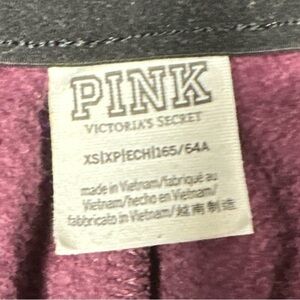 PINK
VICTORIA'S SECRET
XS|XP|ECH|165/64A
made in Vietnam/fabriqué au
Vietnam/hecho en Vietnam/
fabbricato in Vietnam/越南制造